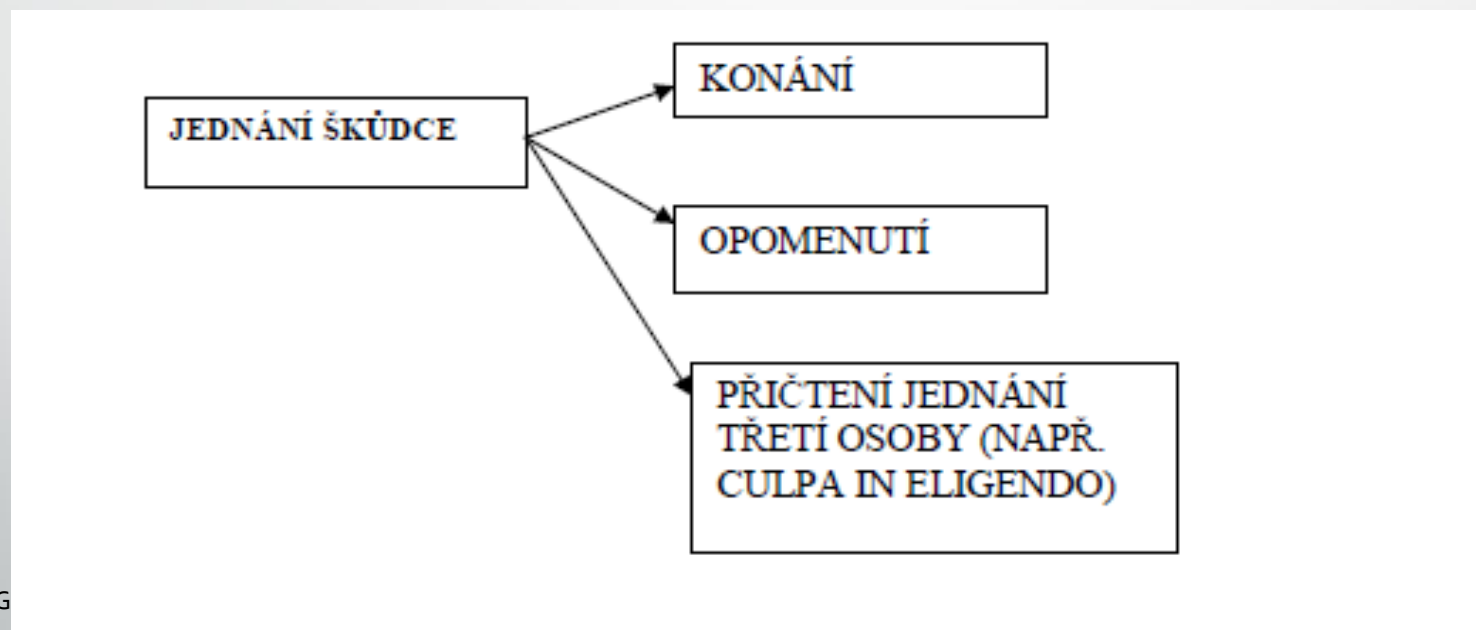 JEDNÁNÍ ŠKŮDCE
KONÁNÍ
OPOMENUTÍ
PŘIČTENÍ JEDNÁNÍ
TŘETÍ OSOBY (NAPŘ.
CULPA IN ELIGENDO)
G